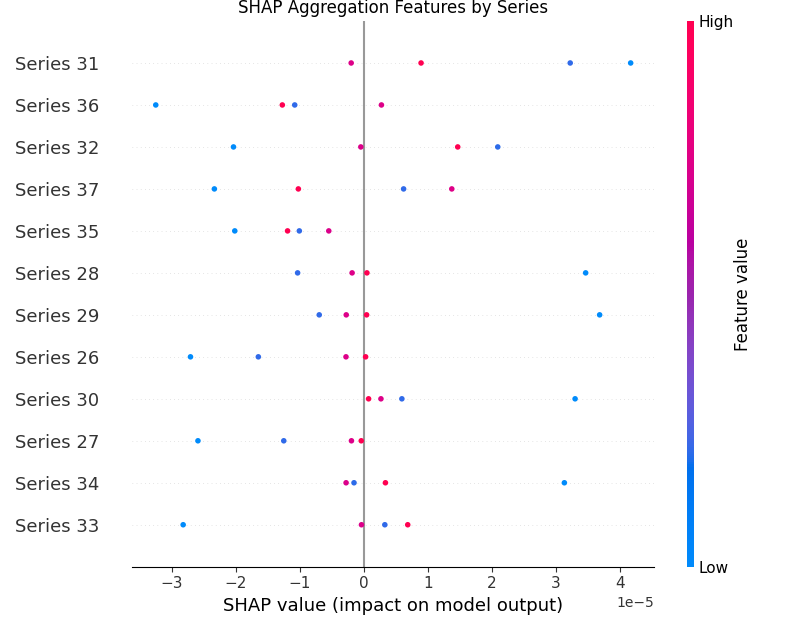 SHAP Aggregation Features by Series
High
Series 31
Series 36
Series 32
Series 37
Series 35
Series 28
Series 29
Series 26
Series 30
Series 27
Series 34
Series 33
Feature value
Low
−3 −2 −1 0 1 2 3 4
1e−5
SHAP value (impact on model output)